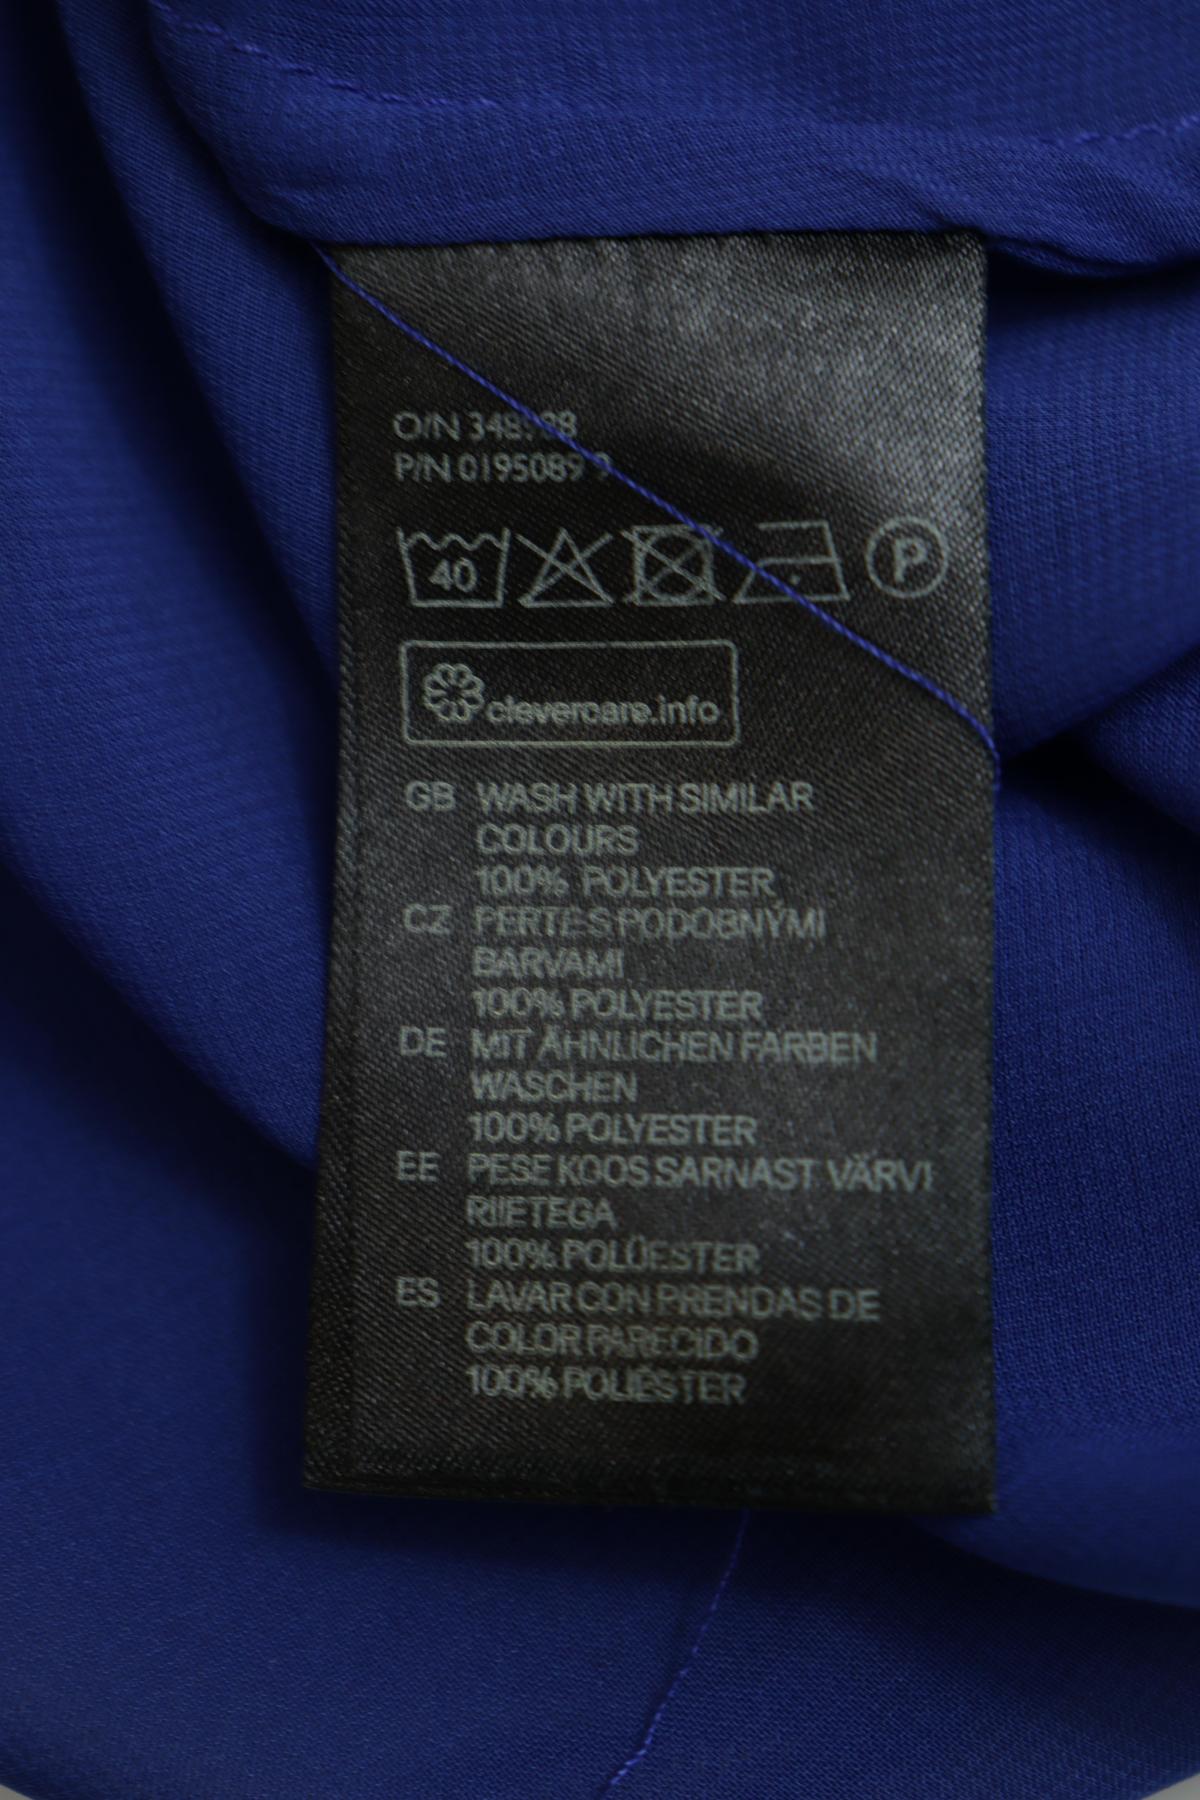 O/N
P/N 0195089
40
P
clevercare.info
GB WASH WITH SIMILAR
COLOURS
100% POLYESTER
CZ PERTE S PODOBNÝMI
BARVAMI
100% POLYESTER
DE MIT ÄHNLICHEN FARBEN
WASCHEN
100% POLYESTER
EE PESE KOOS SARNAST VÄRVI
RIIETEGA
100% POLÜESTER
ES LAVAR CON PRENDAS DE
COLOR PARECIDO
100% POLIÉSTER